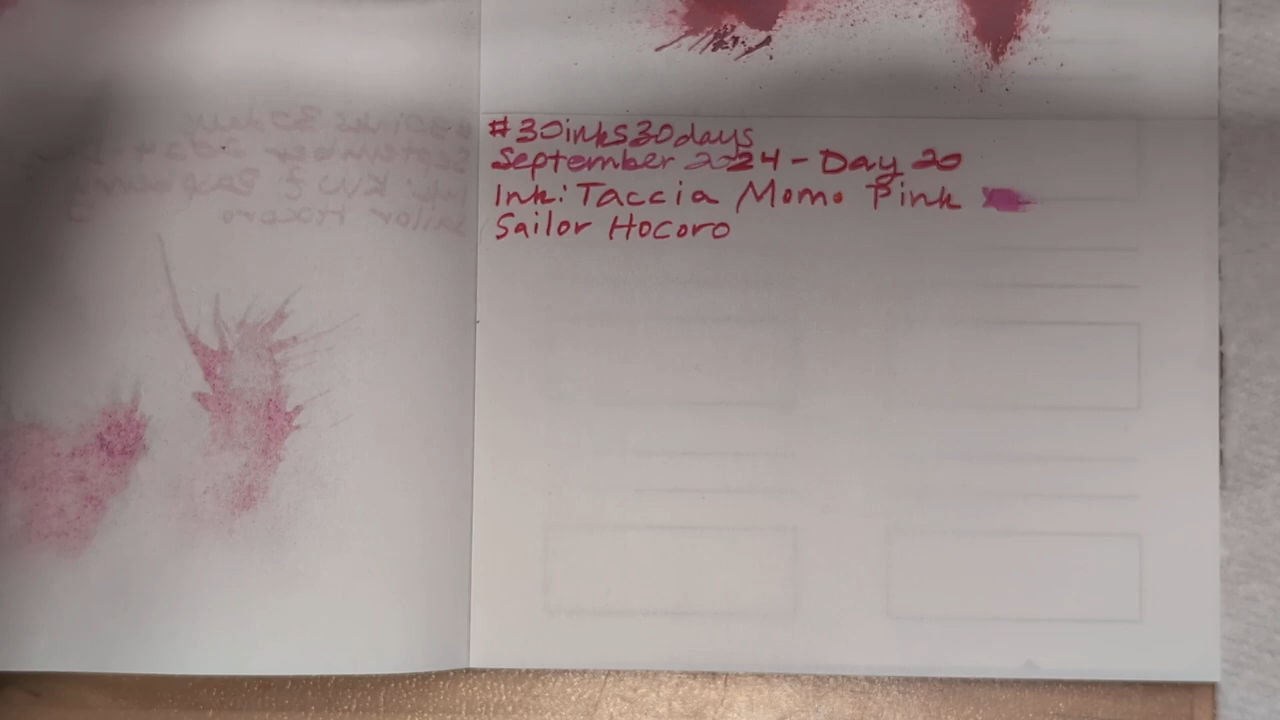 #30inks30days
September 2024 - Day 20
Ink: Taccia Momo Pink
Sailor Hocoro